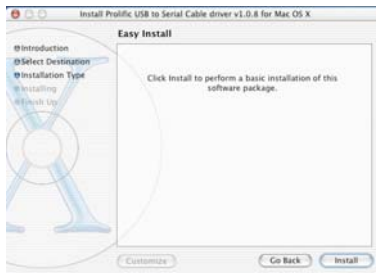 Install Prolific USB to Serial Cable driver v1.0.8 for Mac OS X
Easy Install
Introduction
Select Destination
Installation Type
Installing
Finish Up
Click Install to perform a basic installation of this
software package.
Customize
Go Back
Install